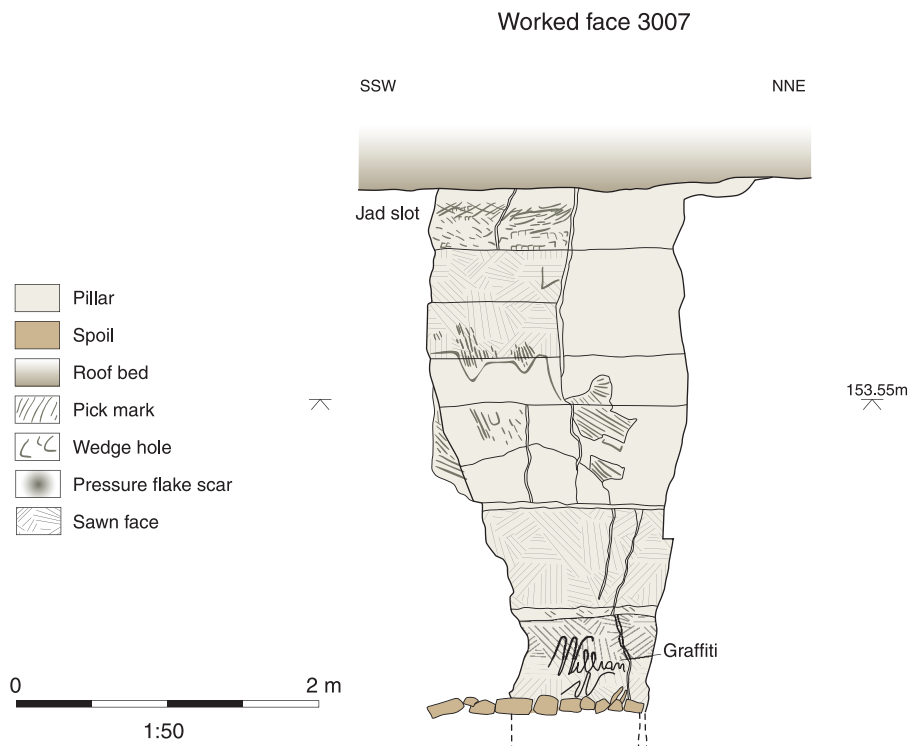 Worked face 3007
SSW
NNE
Jad slot
Pillar
Spoil
Roof bed
Pick mark
Wedge hole
Pressure flake scar
Sawn face
153.55m
William
Graffiti
0
2 m
1:50